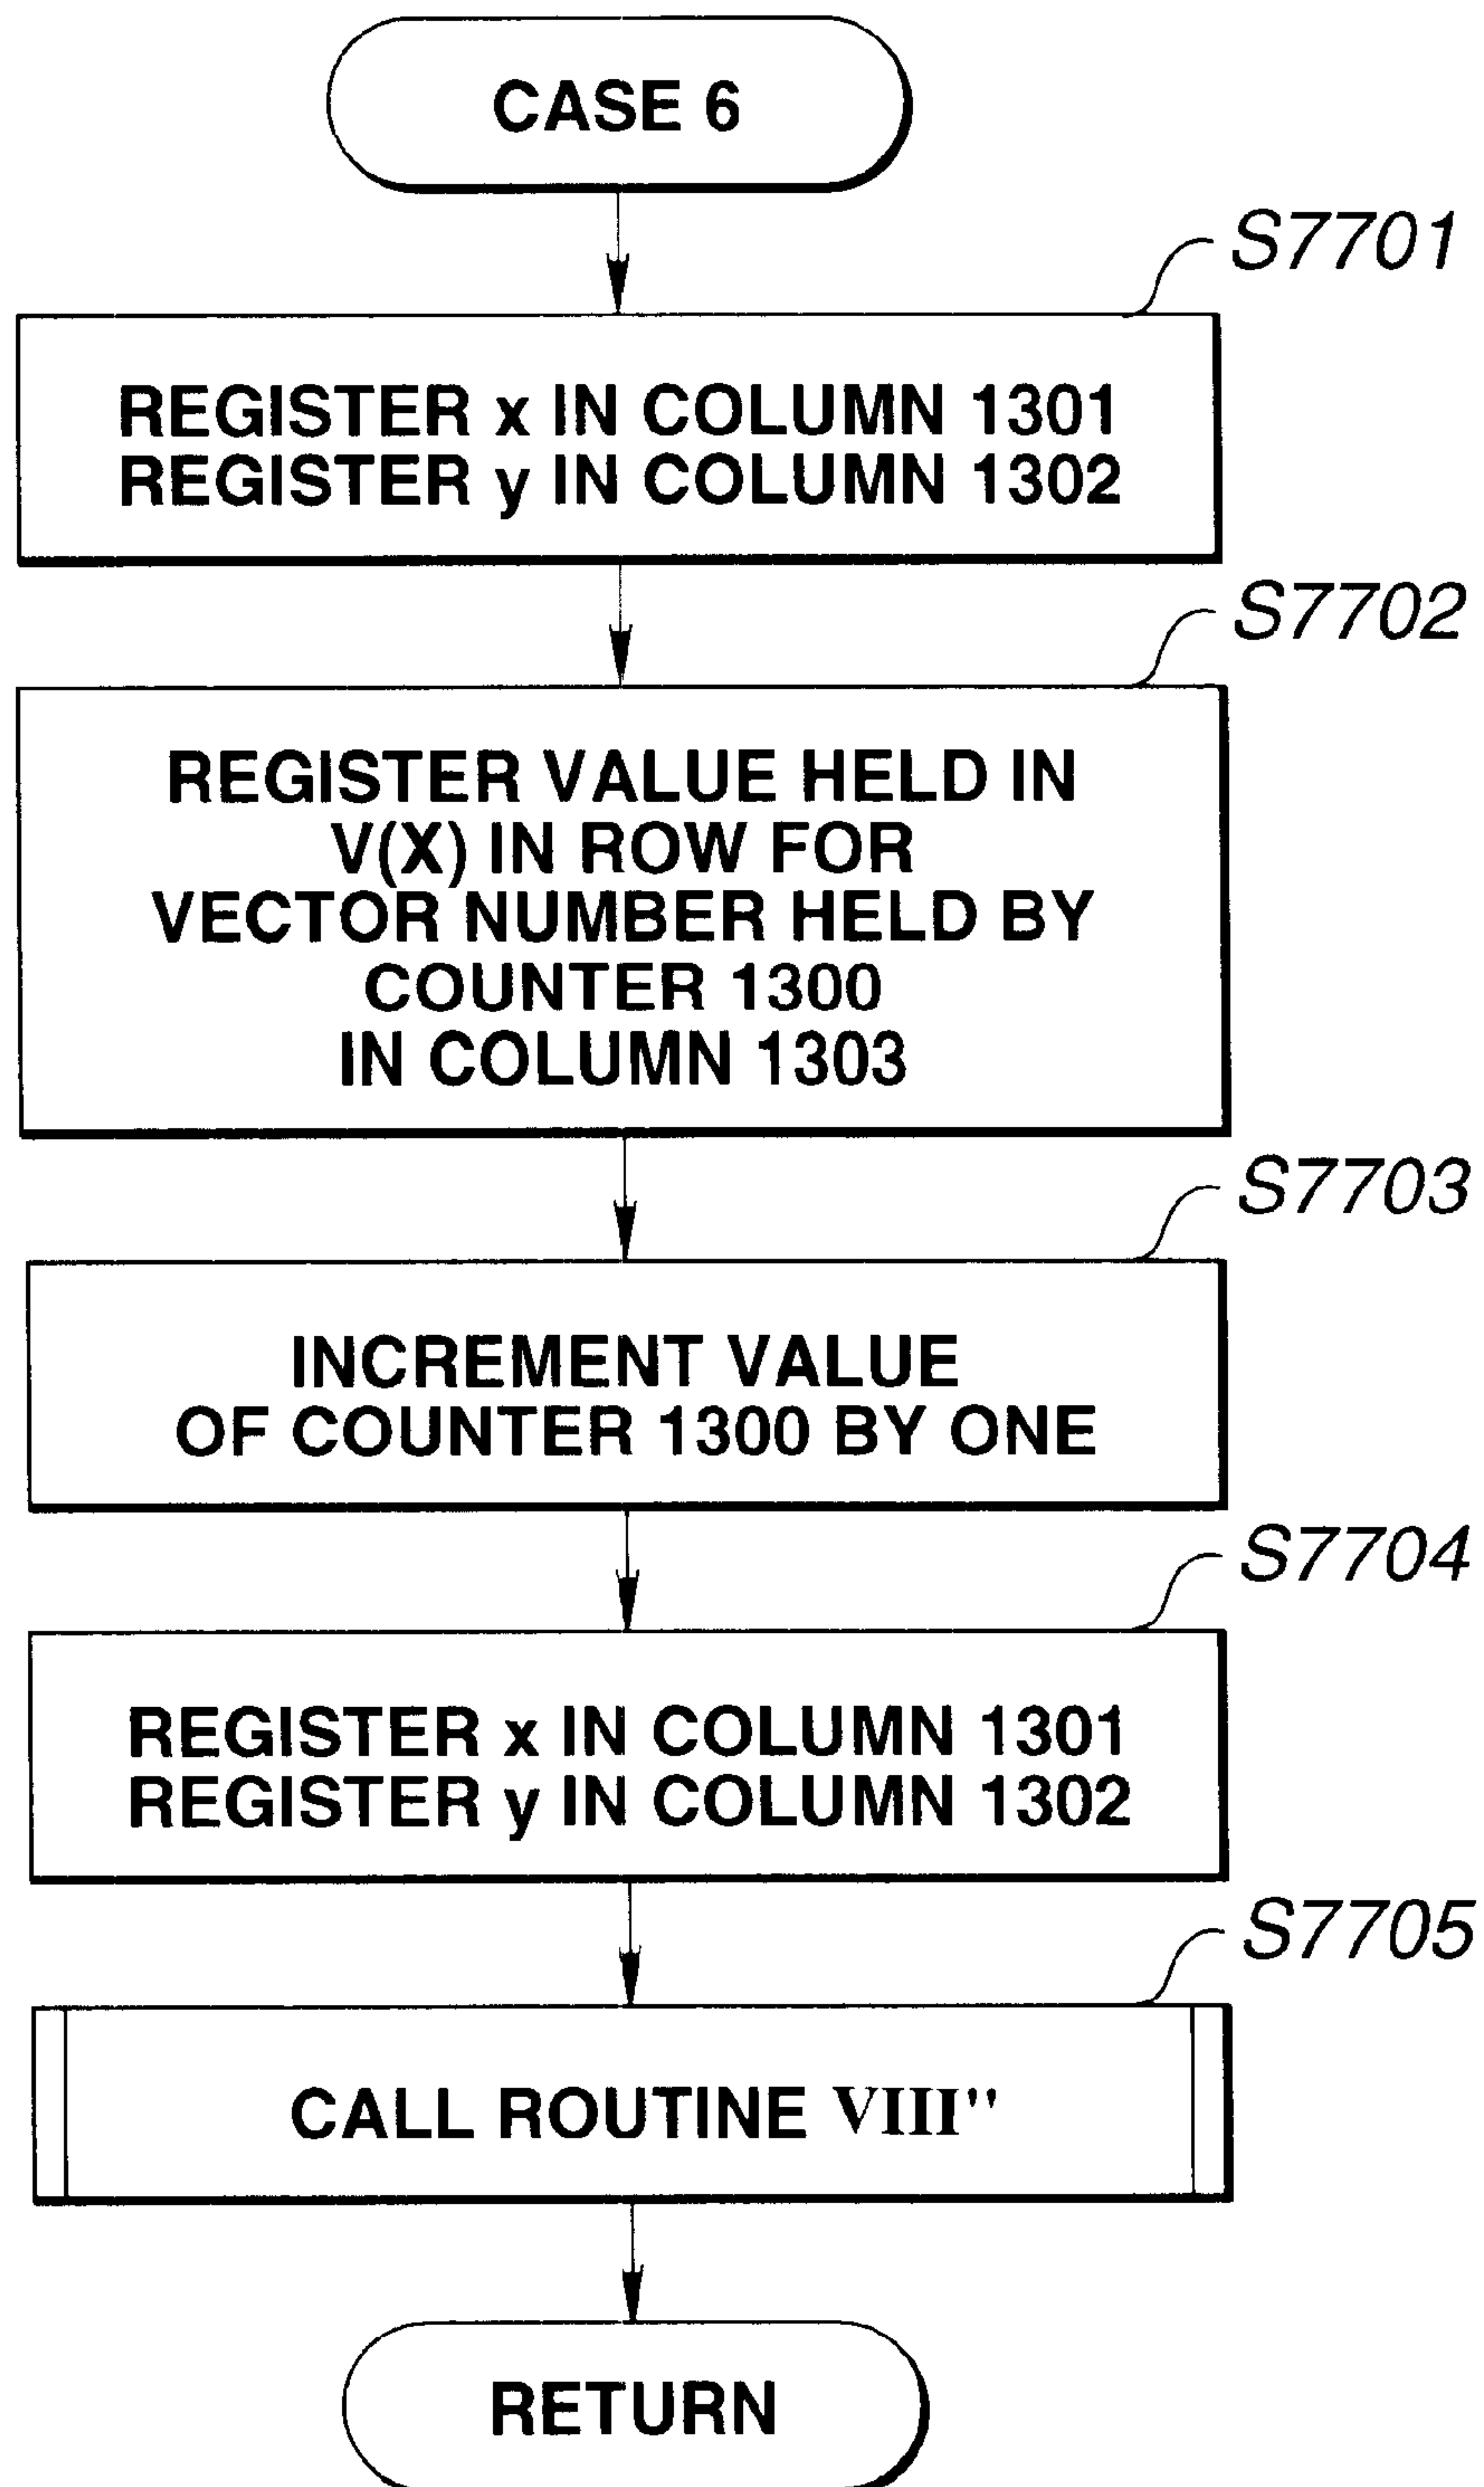 CASE 6
S7701
REGISTER x IN COLUMN 1301
REGISTER y IN COLUMN 1302
S7702
REGISTER VALUE HELD IN
V(X) IN ROW FOR
VECTOR NUMBER HELD BY
COUNTER 1300
IN COLUMN 1303
S7703
INCREMENT VALUE
OF COUNTER 1300 BY ONE
S7704
REGISTER x IN COLUMN 1301
REGISTER y IN COLUMN 1302
S7705
CALL ROUTINE VIII''
RETURN